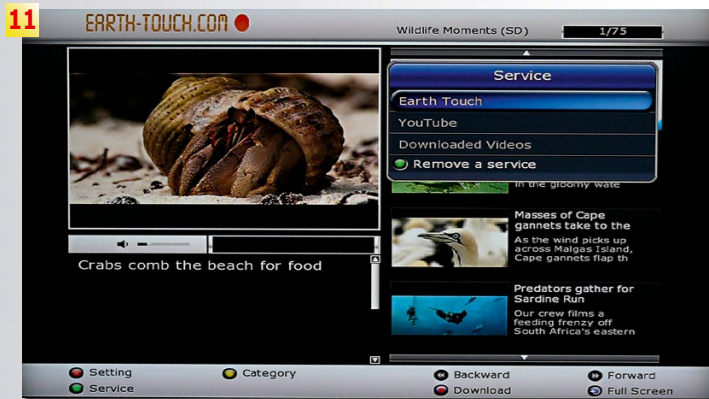 11
EARTH-TOUCH.COM
Wildlife Moments (SD)
1/75
Service
Earth Touch
YouTube
Downloaded Videos
Remove a service
In the gloomy wate
Masses of Cape
gannets take to the
As the wind picks up
across Malgas Island,
Cape gannets flap th
Crabs comb the beach for food
Predators gather for
Sardine Run
Our crew films a
feeding frenzy off
South Africa's eastern
Setting
Category
Backward
Forward
Service
Download
Full Screen